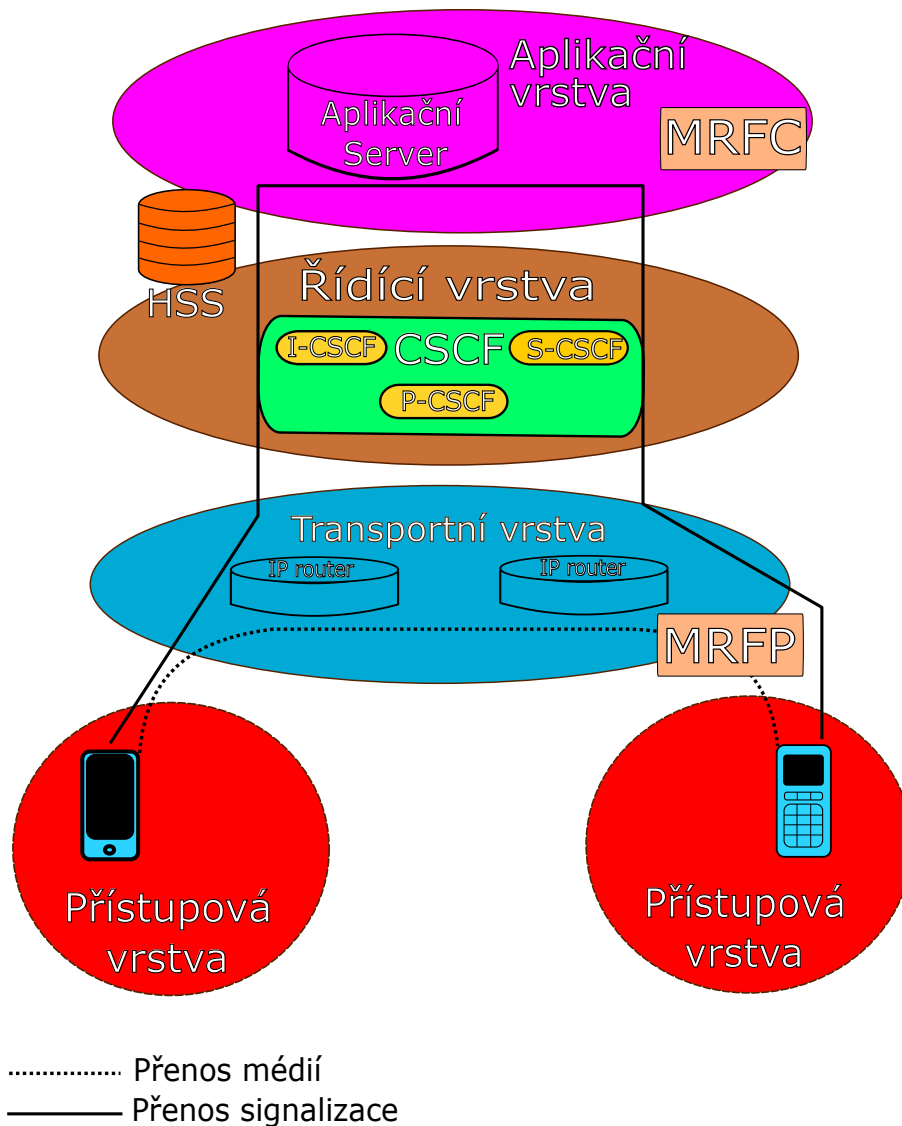 Aplikační
vrstva
Aplikační
Server
MRFC
HSS
Řídící vrstva
I-CSCF
CSCF
S-CSCF
P-CSCF
Transportní vrstva
IP router
IP router
MRFP
Přístupová
vrstva
Přístupová
vrstva
Přenos médií
Přenos signalizace